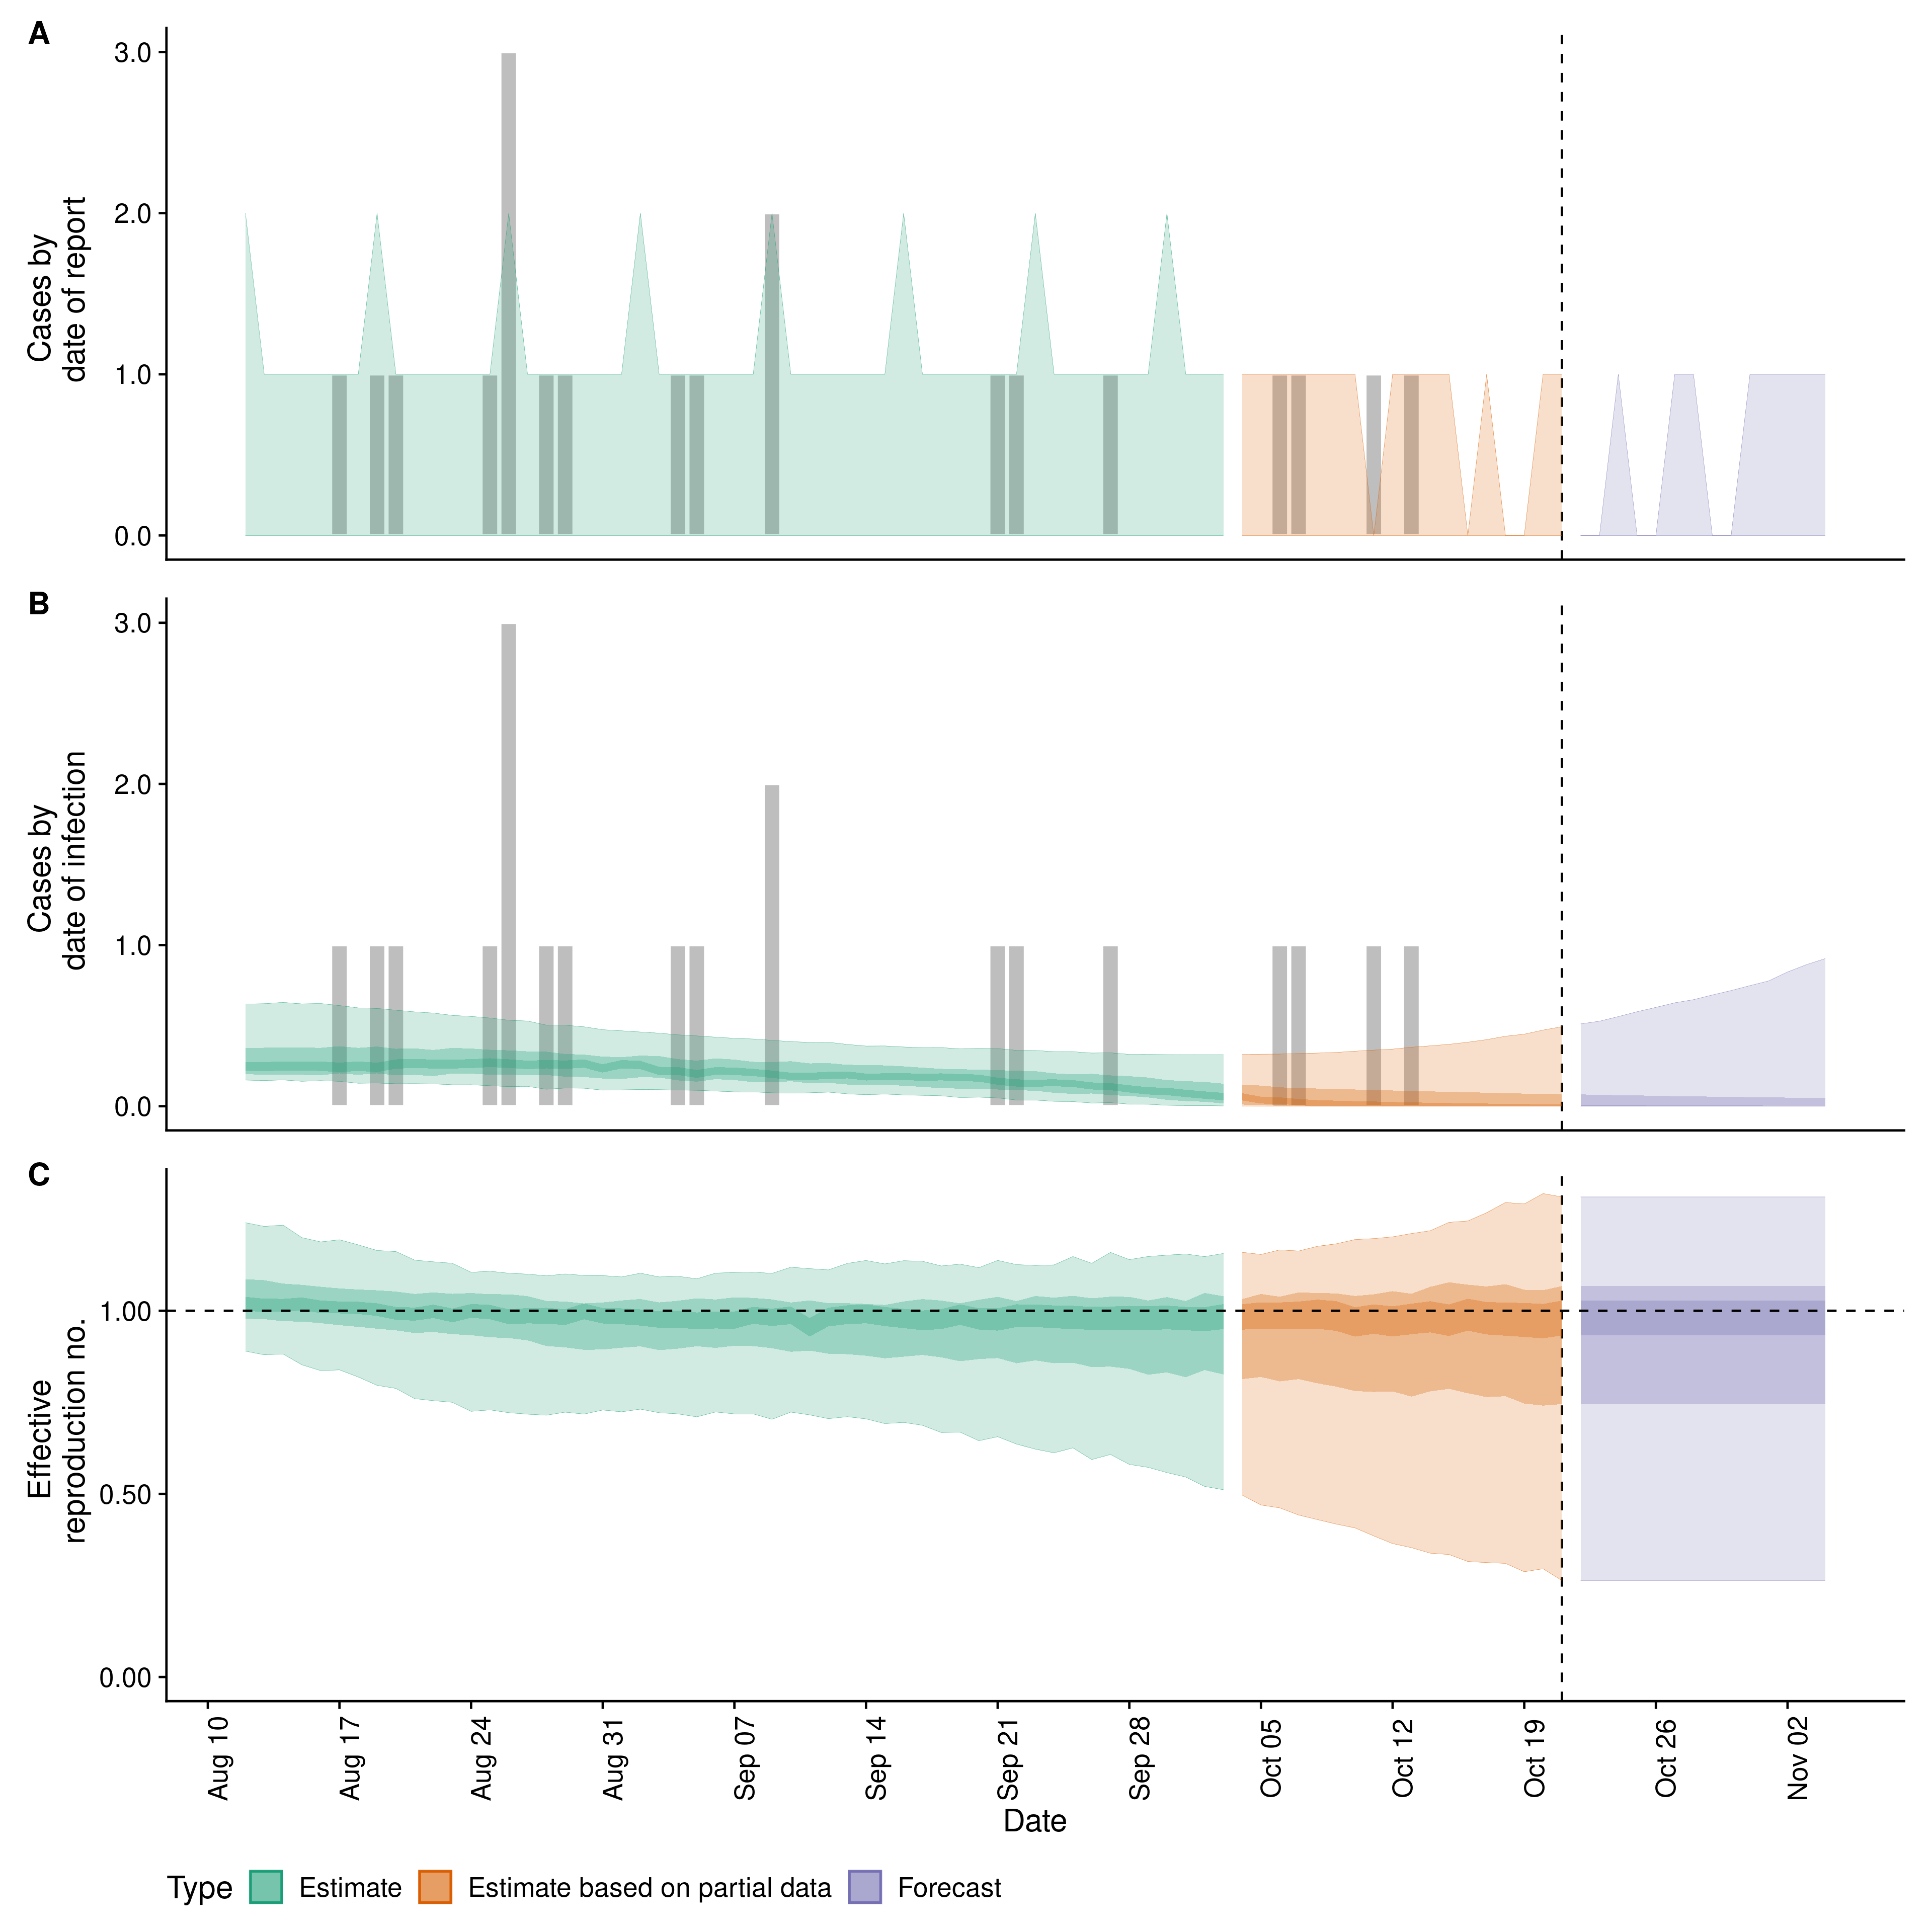 A
3.0
2.0
1.0
0.0
Cases by
date of report
B
3.0
2.0
1.0
0.0
Cases by
date of infection
C
1.00
0.50
0.00
Effective
reproduction no.
Aug 10
Aug 17
Aug 24
Aug 31
Sep 07
Sep 14
Sep 21
Sep 28
Oct 05
Oct 12
Oct 19
Oct 26
Nov 02
Date
Type Estimate Estimate based on partial data Forecast